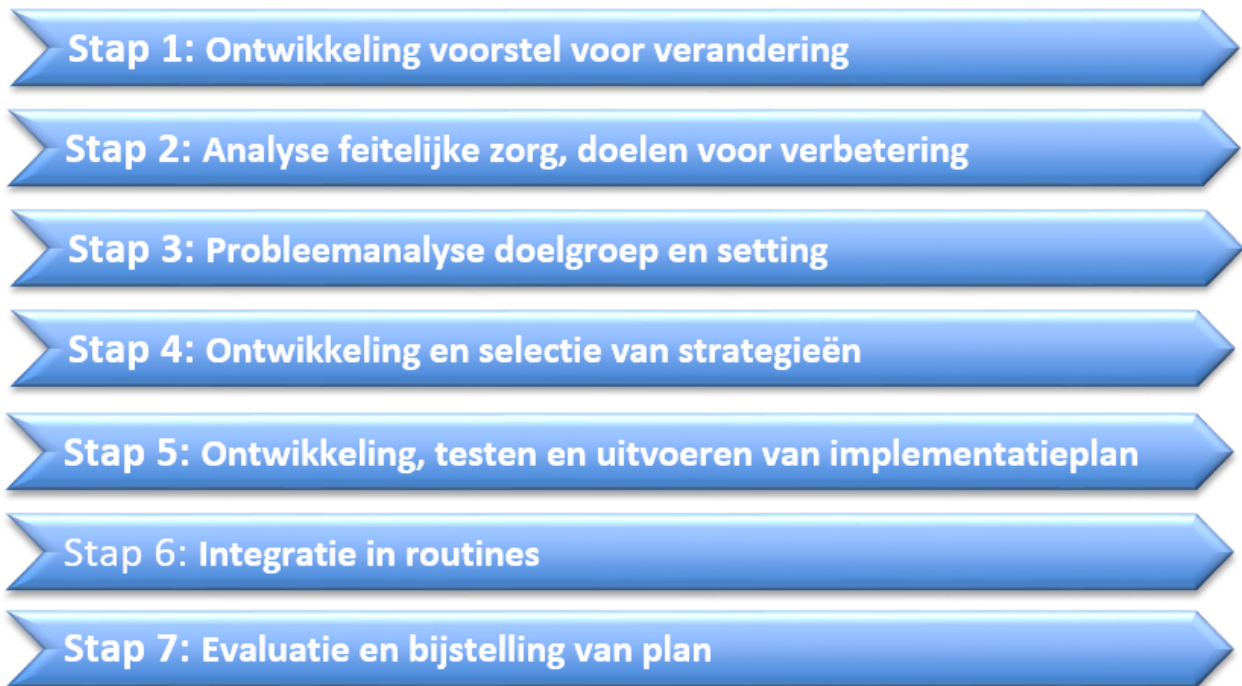 Stap 1: Ontwikkeling voorstel voor verandering
Stap 2: Analyse feitelijke zorg, doelen voor verbetering
Stap 3: Probleemanalyse doelgroep en setting
Stap 4: Ontwikkeling en selectie van strategieën
Stap 5: Ontwikkeling, testen en uitvoeren van implementatieplan
Stap 6: Integratie in routines
Stap 7: Evaluatie en bijstelling van plan